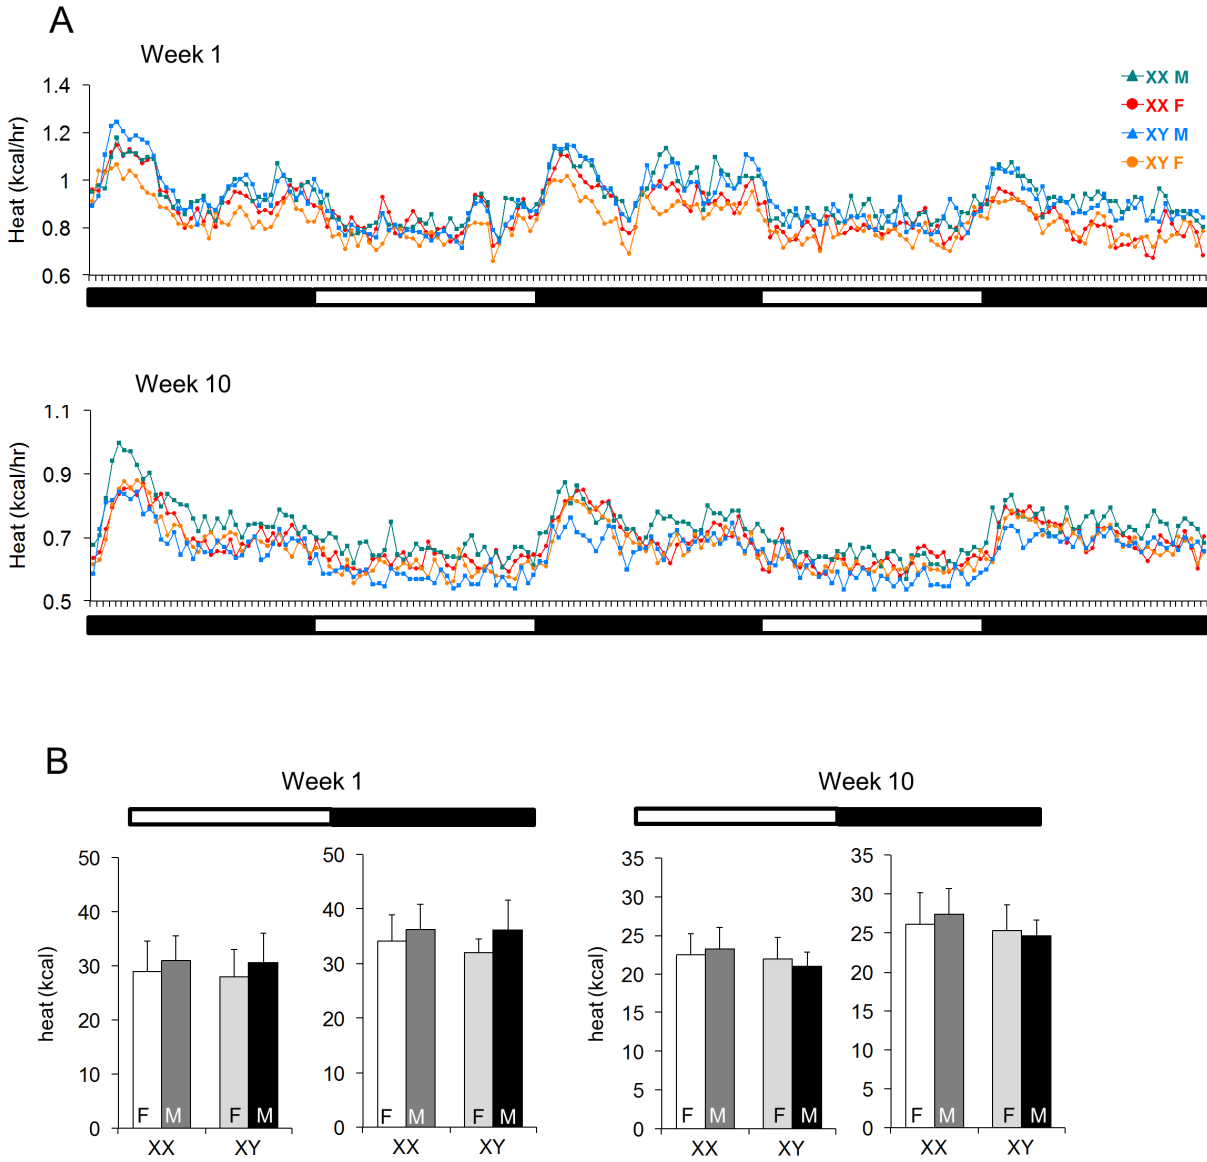 A
Week 1
Heat (kcal/hr)
1.4
1.2
1
0.8
0.6
XX M
XX F
XY M
XY F
Week 10
Heat (kcal/hr)
1.1
0.9
0.7
0.5
B
Week 1
Week 10
heat (kcal)
50
40
30
20
10
0
F M F M
XX XY
50
40
30
20
10
0
F M F M
XX XY
heat (kcal)
35
30
25
20
15
10
5
0
F M F M
XX XY
35
30
25
20
15
10
5
0
F M F M
XX XY